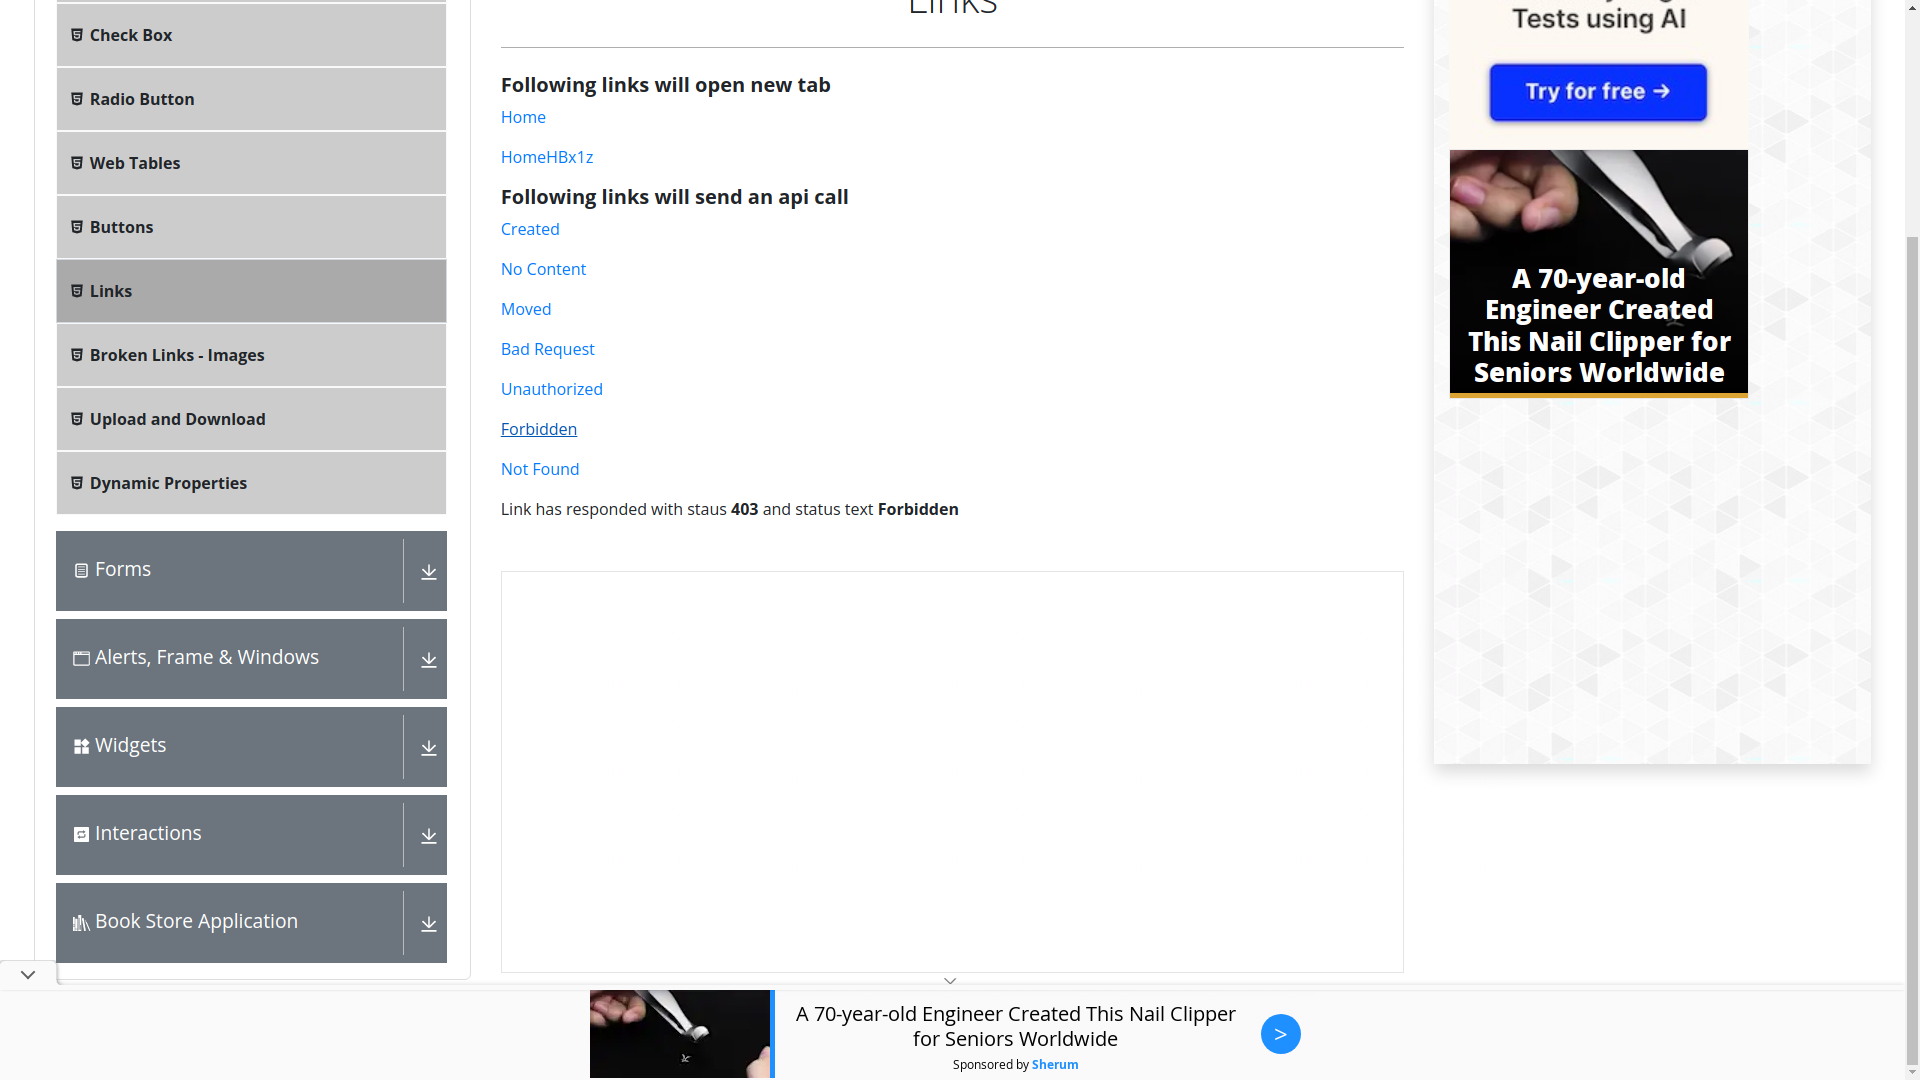 Check Box
Radio Button
Web Tables
Buttons
Links
Broken Links - Images
Upload and Download
Dynamic Properties
Forms
Alerts, Frame & Windows
Widgets
Interactions
Book Store Application
Links
Following links will open new tab
Home
HomeHBx1z
Following links will send an api call
Created
No Content
Moved
Bad Request
Unauthorized
Forbidden
Not Found
Link has responded with staus 403 and status text Forbidden
Tests using AI
Try for free →
A 70-year-old
Engineer Created
This Nail Clipper for
Seniors Worldwide
A 70-year-old Engineer Created This Nail Clipper
for Seniors Worldwide
Sponsored by Sherum
>